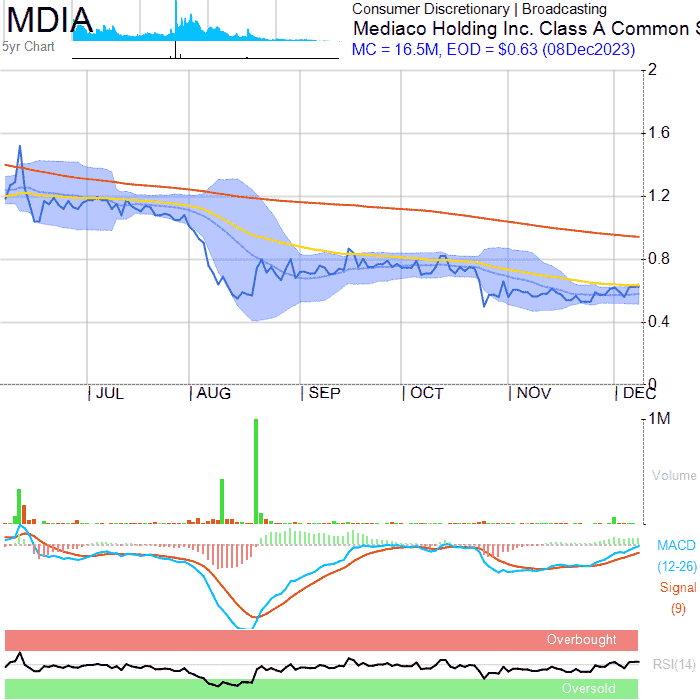 MDIA
5yr Chart
Consumer Discretionary | Broadcasting
Mediaco Holding Inc. Class A Common S
MC = 16.5M, EOD = $0.63 (08Dec2023)
2
1.6
1.2
0.8
0.4
0
JUL AUG SEP OCT NOV DEC
1M
Volume
MACD
(12-26)
Signal
(9)
Overbought
RSI(14)
Oversold